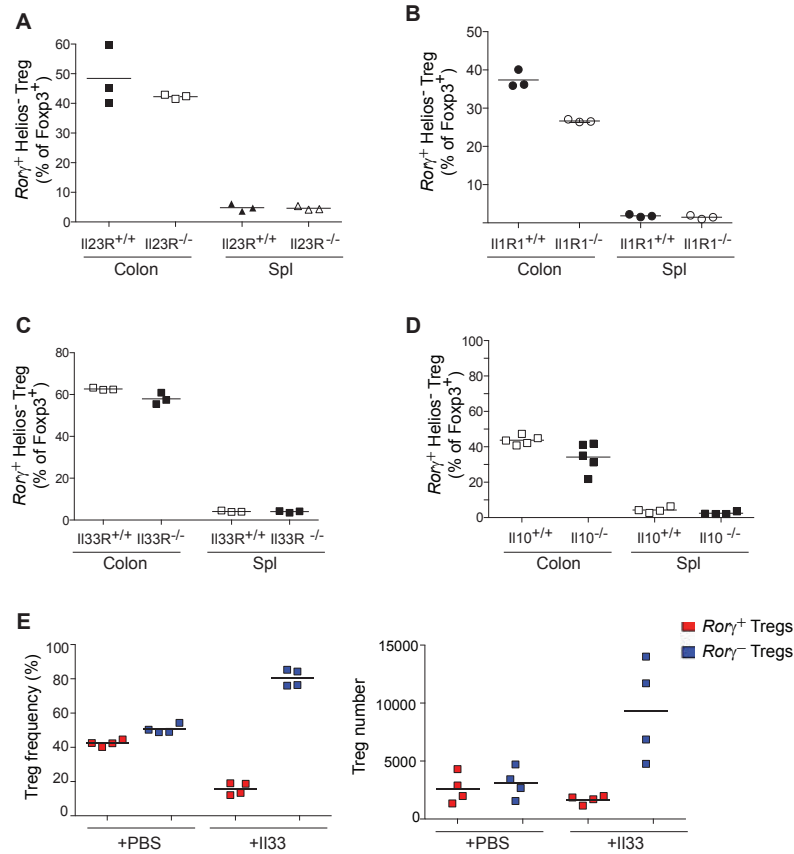 A
Rorγ+ Helios- Treg
(% of Foxp3+)
60
50
40
30
20
10
0
Il23R+/+ Il23R-/- Il23R+/+ Il23R-/-
Colon Spl
B
Rorγ+ Helios- Treg
(% of Foxp3+)
50
40
30
20
10
Il1R1+/+ Il1R1-/- Il1R1+/+ Il1R1-/-
Colon Spl
C
Rorγ+ Helios- Treg
(% of Foxp3+)
80
60
40
20
0
Il33R+/+ Il33R-/- Il33R+/+ Il33R -/-
Colon Spl
D
Rorγ+ Helios- Treg
(% of Foxp3+)
100
80
60
40
20
0
Il10+/+ Il10-/- Il10+/+ Il10 -/-
Colon Spl
E
Treg frequency (%)
100
80
60
40
20
0
+PBS +Il33
Treg number
15000
10000
5000
0
+PBS +Il33
Rorγ+ Tregs
Rorγ- Tregs